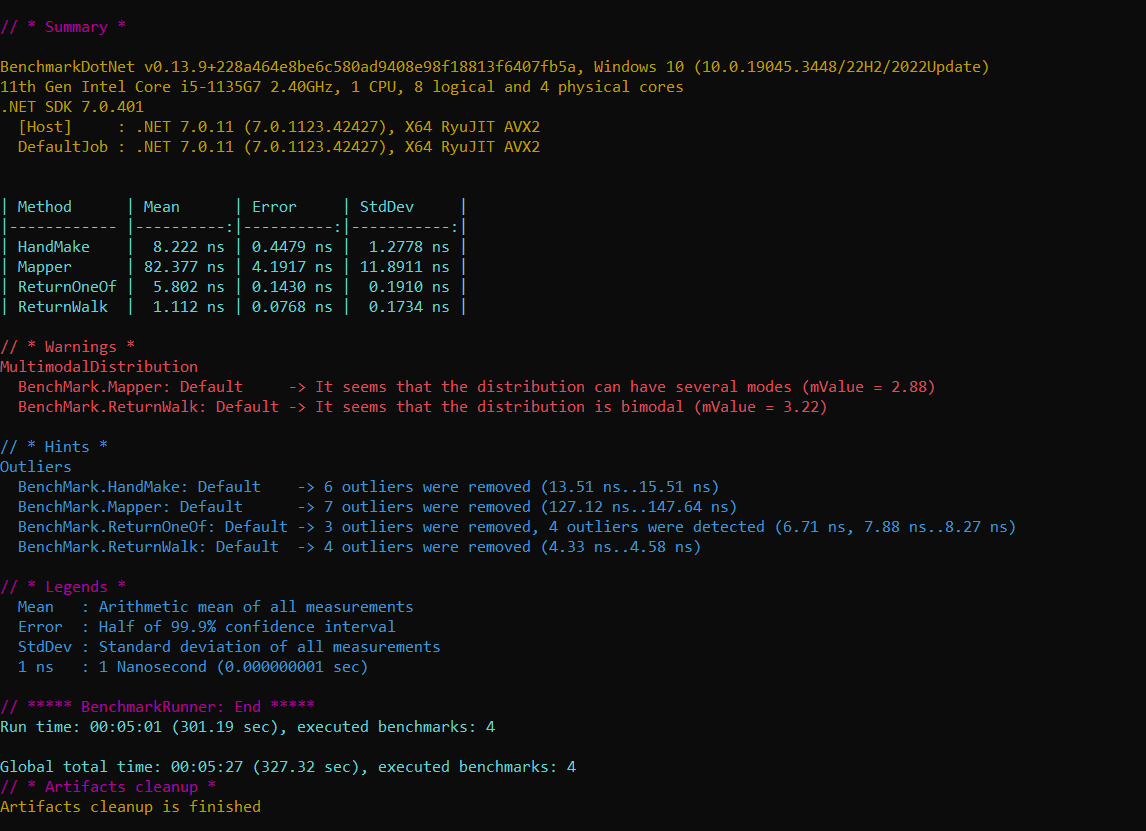 // * Summary *
BenchmarkDotNet v0.13.9+228a464e8be6c580ad9408e98f18813f6407fb5a, Windows 10 (10.0.19045.3448/22H2/2022Update)
11th Gen Intel Core i5-1135G7 2.40GHz, 1 CPU, 8 logical and 4 physical cores
.NET SDK 7.0.401
  [Host]     : .NET 7.0.11 (7.0.1123.42427), X64 RyuJIT AVX2
  DefaultJob : .NET 7.0.11 (7.0.1123.42427), X64 RyuJIT AVX2
| Method      | Mean      | Error     | StdDev     |
|------------ |----------:|----------:|-----------:|
| HandMake    |  8.222 ns | 0.4479 ns |  1.2778 ns |
| Mapper      | 82.377 ns | 4.1917 ns | 11.8911 ns |
| ReturnOneOf |  5.802 ns | 0.1430 ns |  0.1910 ns |
| ReturnWalk  |  1.112 ns | 0.0768 ns |  0.1734 ns |
// * Warnings *
MultimodalDistribution
  BenchMark.Mapper: Default     -> It seems that the distribution can have several modes (mValue = 2.88)
  BenchMark.ReturnWalk: Default -> It seems that the distribution is bimodal (mValue = 3.22)
// * Hints *
Outliers
  BenchMark.HandMake: Default    -> 6 outliers were removed (13.51 ns..15.51 ns)
  BenchMark.Mapper: Default      -> 7 outliers were removed (127.12 ns..147.64 ns)
  BenchMark.ReturnOneOf: Default -> 3 outliers were removed, 4 outliers were detected (6.71 ns, 7.88 ns..8.27 ns)
  BenchMark.ReturnWalk: Default  -> 4 outliers were removed (4.33 ns..4.58 ns)
// * Legends *
  Mean   : Arithmetic mean of all measurements
  Error  : Half of 99.9% confidence interval
  StdDev : Standard deviation of all measurements
  1 ns   : 1 Nanosecond (0.000000001 sec)
// ***** BenchmarkRunner: End *****
Run time: 00:05:01 (301.19 sec), executed benchmarks: 4
Global total time: 00:05:27 (327.32 sec), executed benchmarks: 4
// * Artifacts cleanup *
Artifacts cleanup is finished